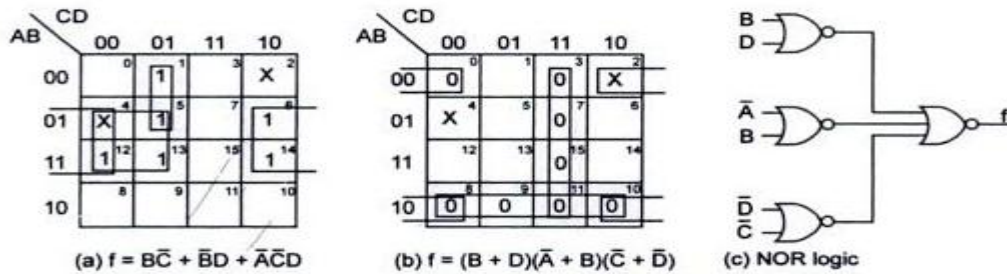 CD
AB
00 01 11 10
0 1 3 2
00 1 X
4 5 7 6
01 X 1 1
12 13 15 14
11 1 1 1
8 9 11 10
10
(a) f = BC̅ + B̅D + A̅C̅D
CD
AB
00 01 11 10
0 1 3 2
00 0 0 X
4 5 7 6
01 X 0
12 13 15 14
11 0
8 9 11 10
10 0 0 0 0
(b) f = (B + D)(A̅ + B)(C̅ + D̅)
B
D
A̅
B
D̅
C̅
f
(c) NOR logic